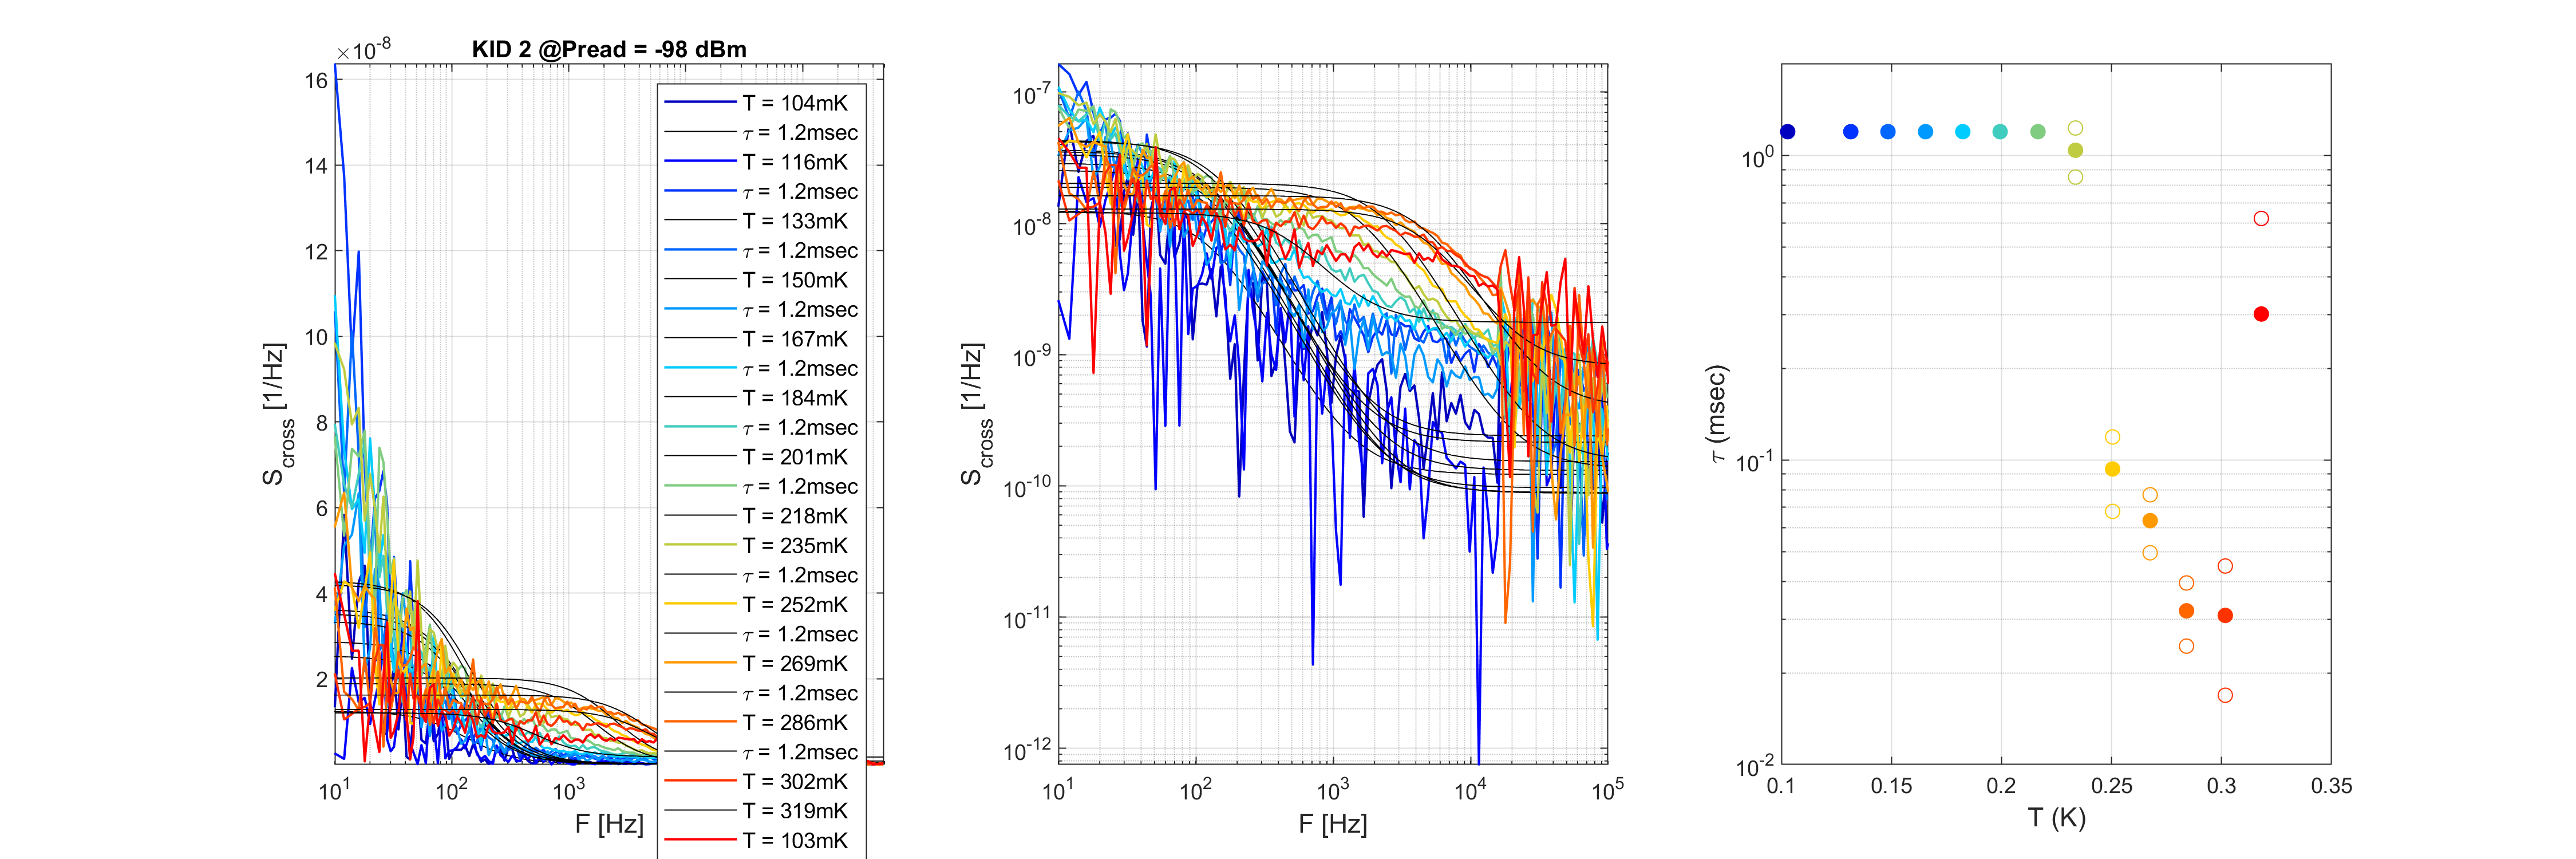 KID 2 @Pread = -98 dBm
×10⁻⁸
16
14
12
10
8
6
4
2
S_cross [1/Hz]
10¹
10²
10³
F [Hz]
T = 104mK
τ = 1.2msec
T = 116mK
τ = 1.2msec
T = 133mK
τ = 1.2msec
T = 150mK
τ = 1.2msec
T = 167mK
τ = 1.2msec
T = 184mK
τ = 1.2msec
T = 201mK
τ = 1.2msec
T = 218mK
T = 235mK
τ = 1.2msec
T = 252mK
τ = 1.2msec
T = 269mK
τ = 1.2msec
T = 286mK
τ = 1.2msec
T = 302mK
T = 319mK
T = 103mK
10⁻⁷
10⁻⁸
10⁻⁹
10⁻¹⁰
10⁻¹¹
10⁻¹²
S_cross [1/Hz]
10¹
10²
10³
10⁴
10⁵
F [Hz]
10⁰
10⁻¹
10⁻²
τ (msec)
0.1
0.15
0.2
0.25
0.3
0.35
T (K)